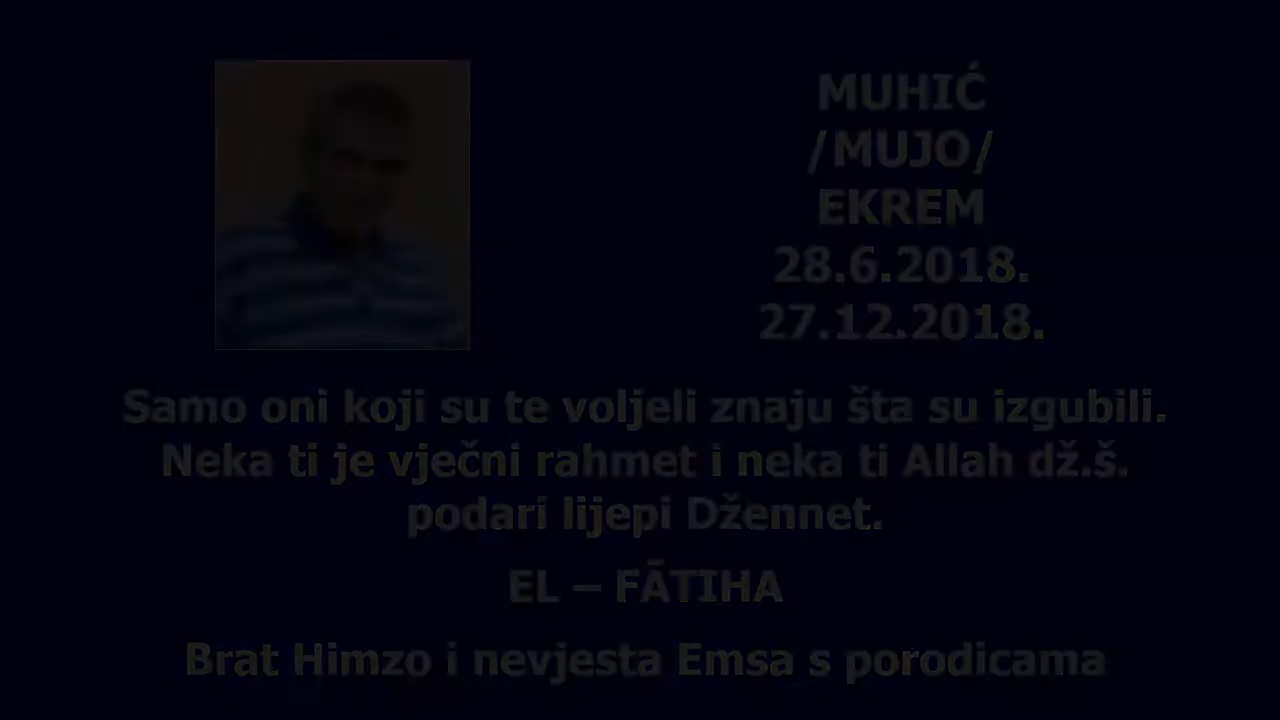 MUHIĆ
/MUJO/
EKREM
28.6.2018.
27.12.2018.
Samo oni koji su te voljeli znaju šta su izgubili.
Neka ti je vječni rahmet i neka ti Allah dž.š.
podari lijepi Džennet.
EL – FĀTIHA
Brat Himzo i nevjesta Emsa s porodicama